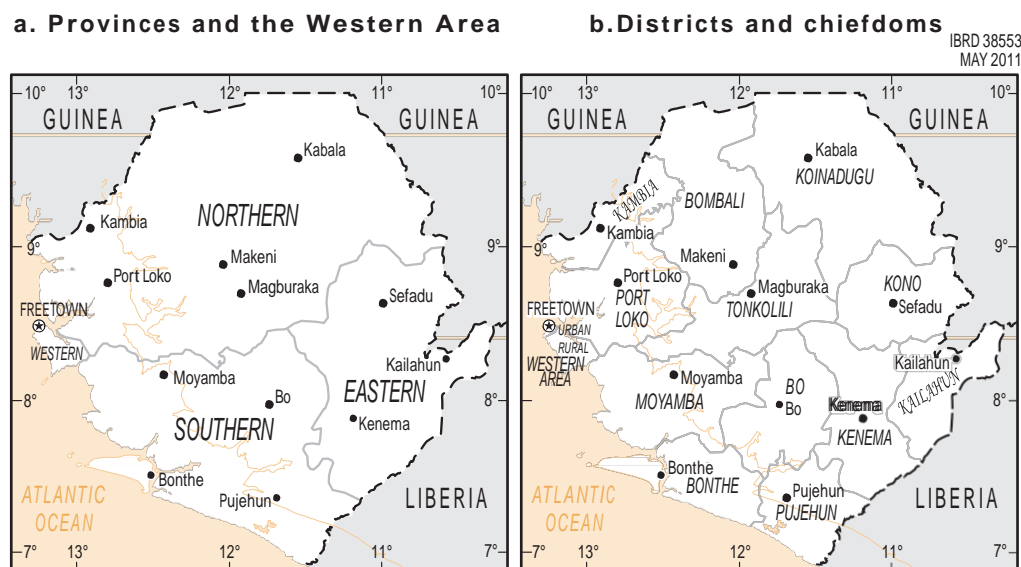 a. Provinces and the Western Area
b.Districts and chiefdoms
IBRD 38553
MAY 2011
10°
13°
12°
11°
10°
GUINEA
GUINEA
Kabala
NORTHERN
Kambia
9°
9°
Makeni
Port Loko
Magburaka
Sefadu
FREETOWN
WESTERN
Kailahun
Moyamba
EASTERN
Bo
8°
8°
SOUTHERN
Kenema
Bonthe
Pujehun
ATLANTIC
OCEAN
LIBERIA
7°
13°
12°
11°
7°
10°
13°
12°
11°
10°
GUINEA
GUINEA
Kabala
KOINADUGU
KAMBIA
BOMBALI
Kambia
9°
Makeni
Port Loko
PORT
LOKO
Magburaka
TONKOLILI
KONO
Sefadu
FREETOWN
URBAN
RURAL
WESTERN
AREA
Kailahun
KAILAHUN
Moyamba
MOYAMBA
BO
Bo
Kenema
KENEMA
8°
Bonthe
BONTHE
Pujehun
PUJEHUN
ATLANTIC
OCEAN
LIBERIA
7°
13°
12°
11°
7°